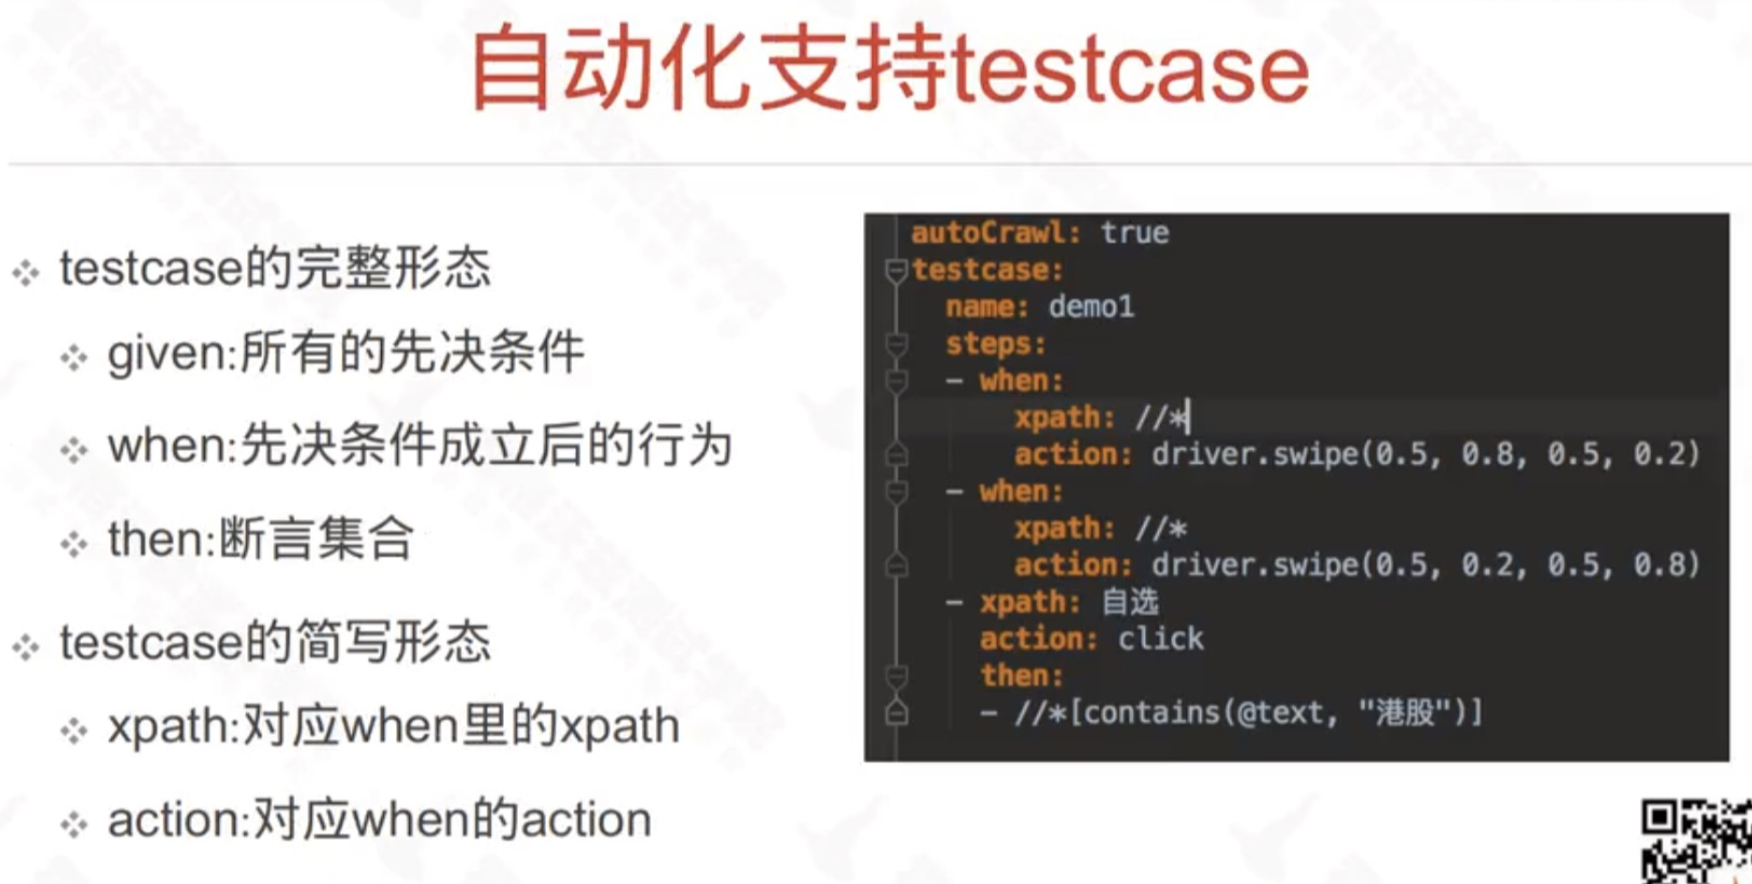 自动化支持testcase
testcase的完整形态
given:所有的先决条件
when:先决条件成立后的行为
then:断言集合
testcase的简写形态
xpath:对应when里的xpath
action:对应when的action
autoCrawl: true
testcase:
name: demo1
steps:
- when:
xpath: //*
action: driver.swipe(0.5, 0.8, 0.5, 0.2)
- when:
xpath: //*
action: driver.swipe(0.5, 0.2, 0.5, 0.8)
- xpath: 自选
action: click
then:
- //*[contains(@text, "港股")]